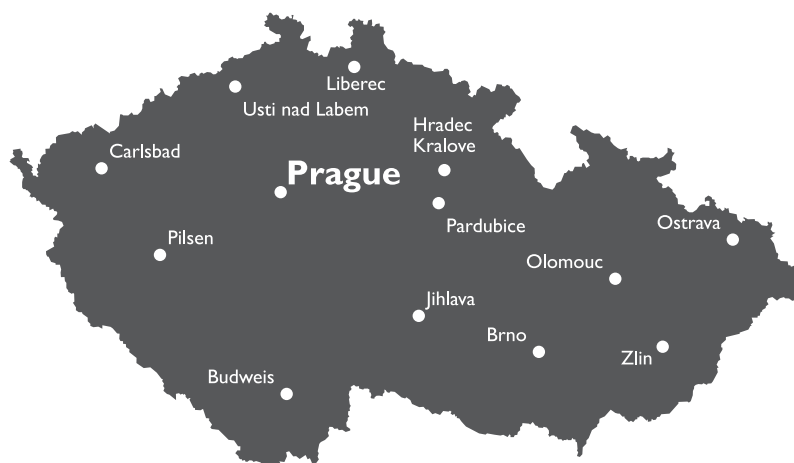 Liberec
Usti nad Labem
Hradec
Kralove
Carlsbad
Prague
Pardubice
Ostrava
Pilsen
Olomouc
Jihlava
Brno
Zlin
Budweis